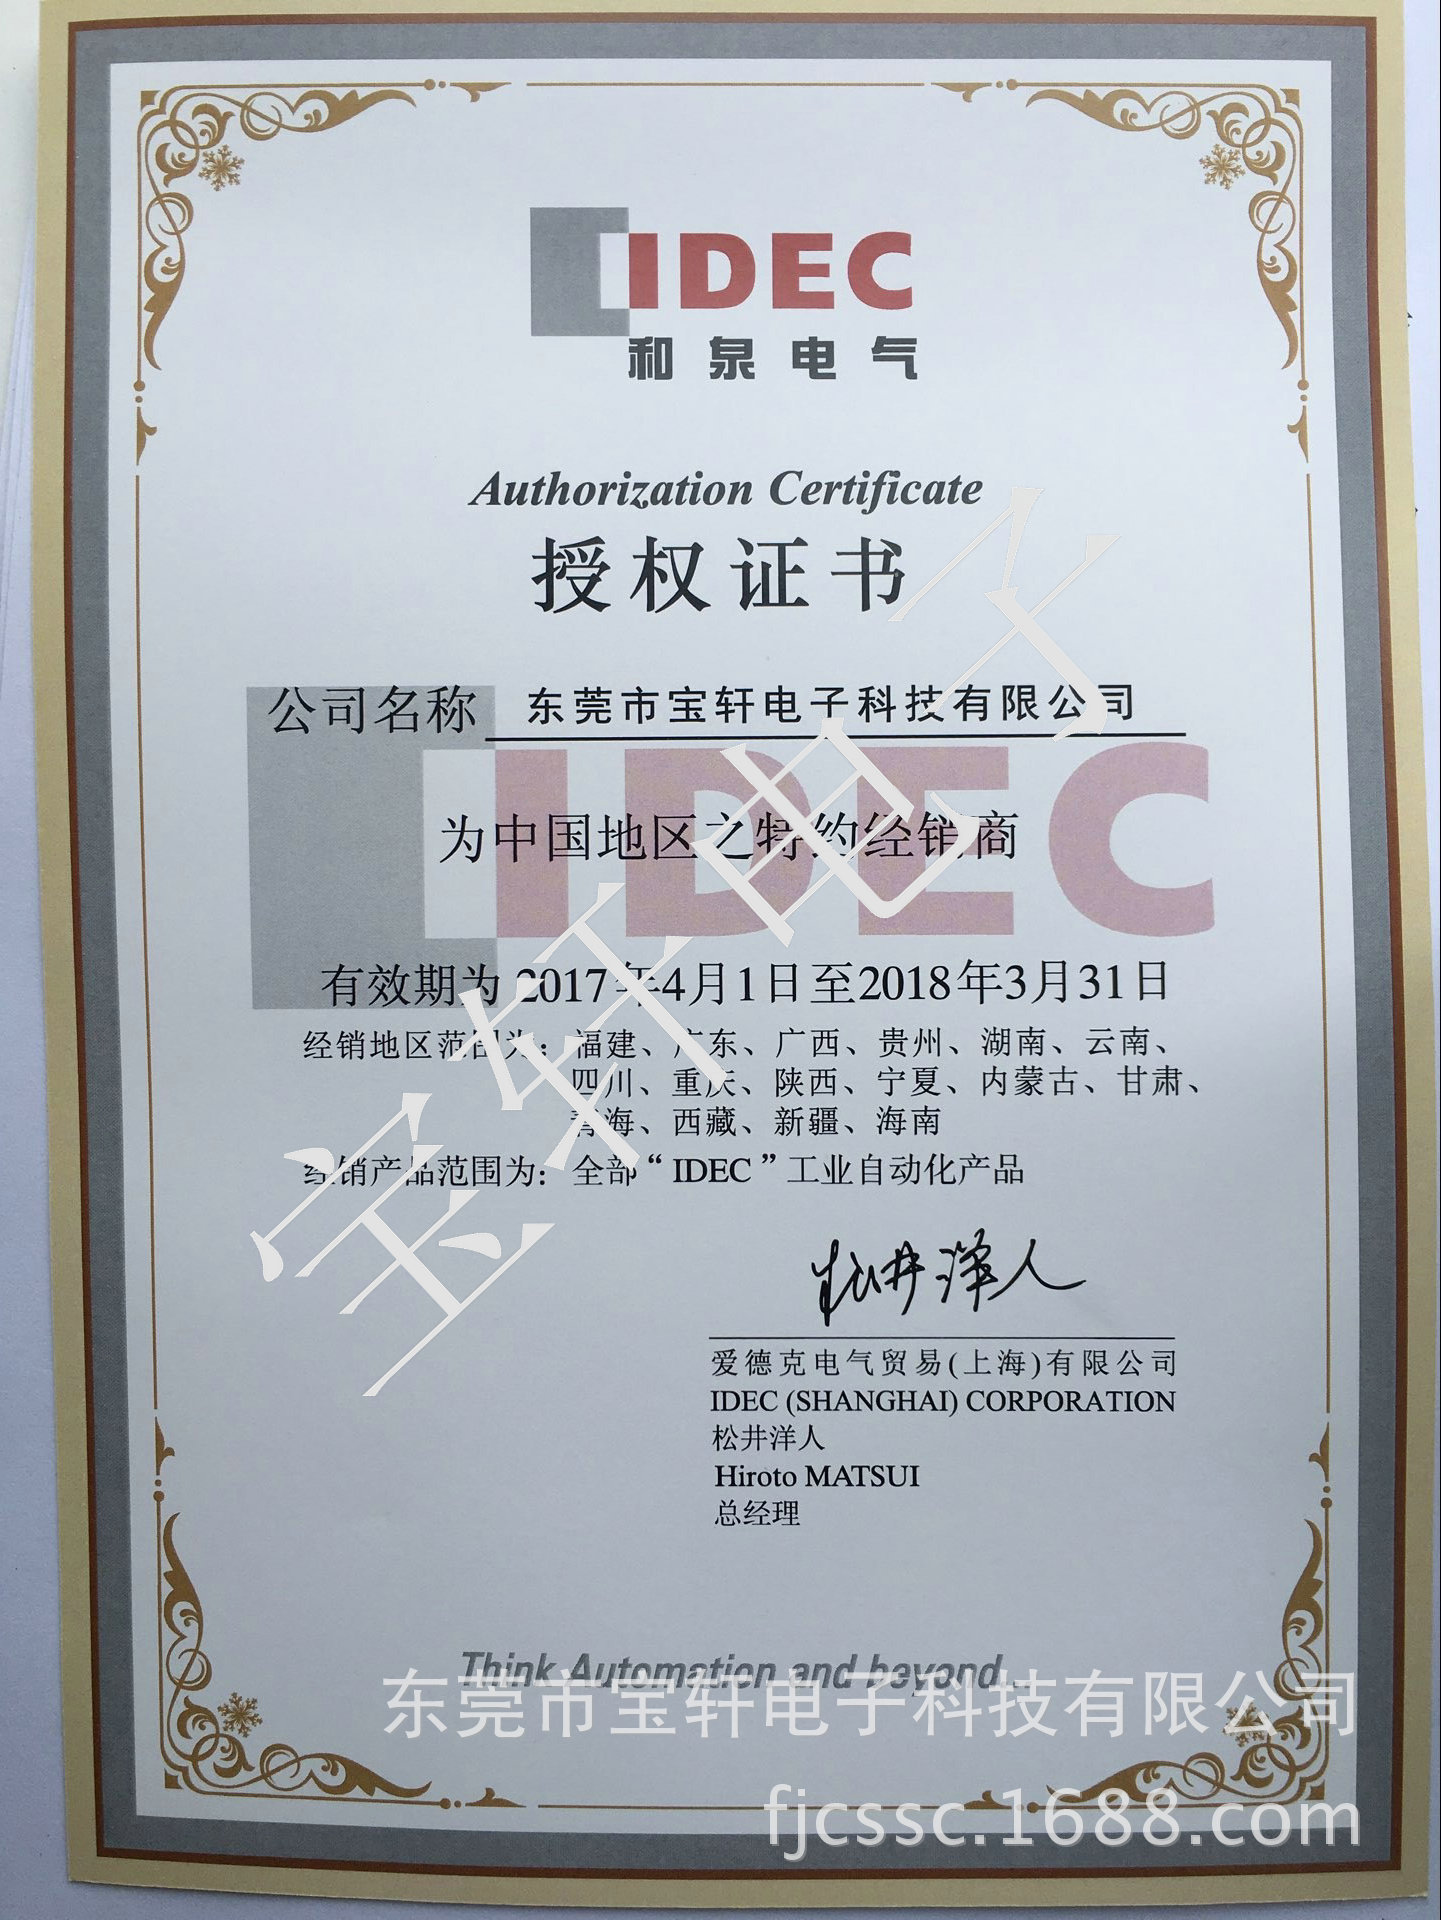 IDEC
和泉电气
Authorization Certificate
授权证书
公司名称 东莞市宝轩电子科技有限公司
IDEC
为中国地区之特约经销商
有效期为 2017年4月1日至2018年3月31日
经销地区范围为：福建、广东、广西、贵州、湖南、云南、
四川、重庆、陕西、宁夏、内蒙古、甘肃、
青海、西藏、新疆、海南
经销产品范围为：全部“IDEC”工业自动化产品
宝轩电子
松井洋人
爱德克电气贸易(上海)有限公司
IDEC (SHANGHAI) CORPORATION
松井洋人
Hiroto MATSUI
总经理
Think Automation and beyond...
东莞市宝轩电子科技有限公司
fjcssc.1688.com